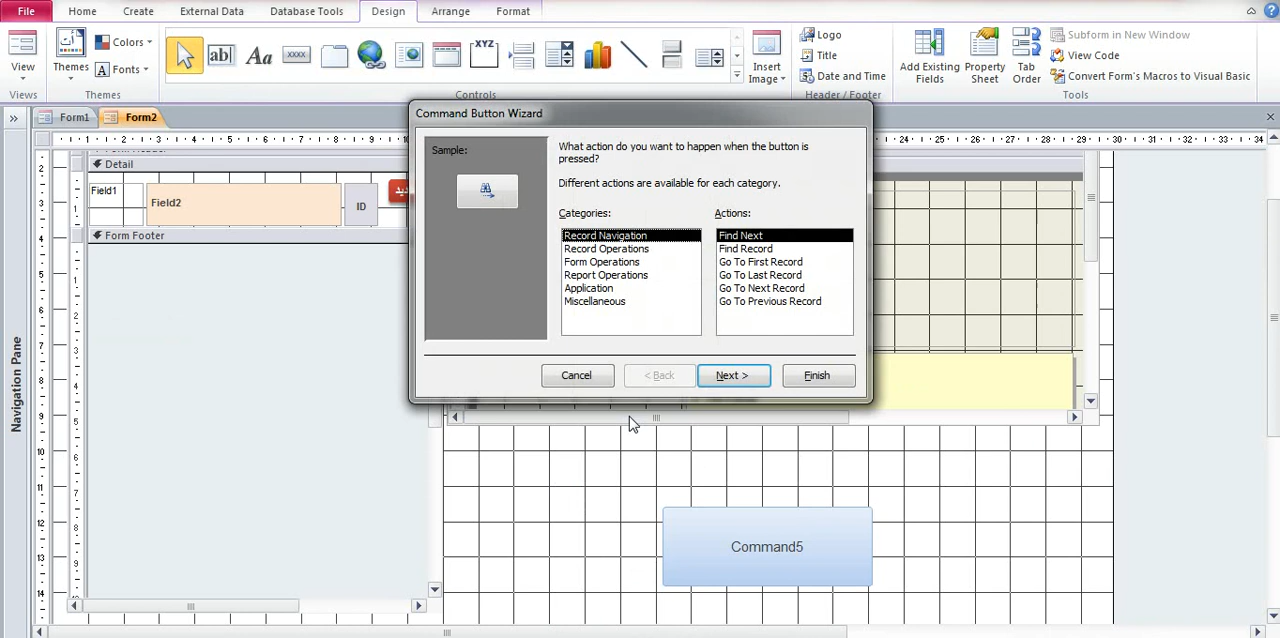 File Home Create External Data Database Tools Design Arrange Format
View
Views
Themes
Colors
Fonts
Themes
Aa
XYZ
Controls
Insert
Image
Logo
Title
Date and Time
Header / Footer
Add Existing
Fields
Property
Sheet
Tab
Order
Subform in New Window
View Code
Convert Form's Macros to Visual Basic
Tools
Form1 Form2
Detail
Field1
Field2
ID
Form Footer
Navigation Pane
Command Button Wizard
Sample:
What action do you want to happen when the button is
pressed?
Different actions are available for each category.
Categories:
Record Navigation
Record Operations
Form Operations
Report Operations
Application
Miscellaneous
Actions:
Find Next
Find Record
Go To First Record
Go To Last Record
Go To Next Record
Go To Previous Record
Cancel < Back Next > Finish
Command5